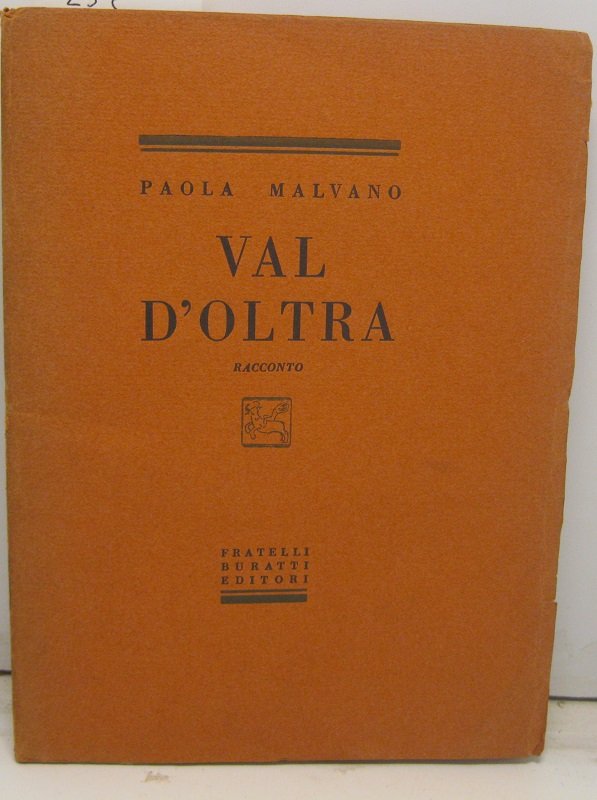 PAOLA MALVANO
VAL
D'OLTRA
RACCONTO
FRATELLI
BURATTI
EDITORI